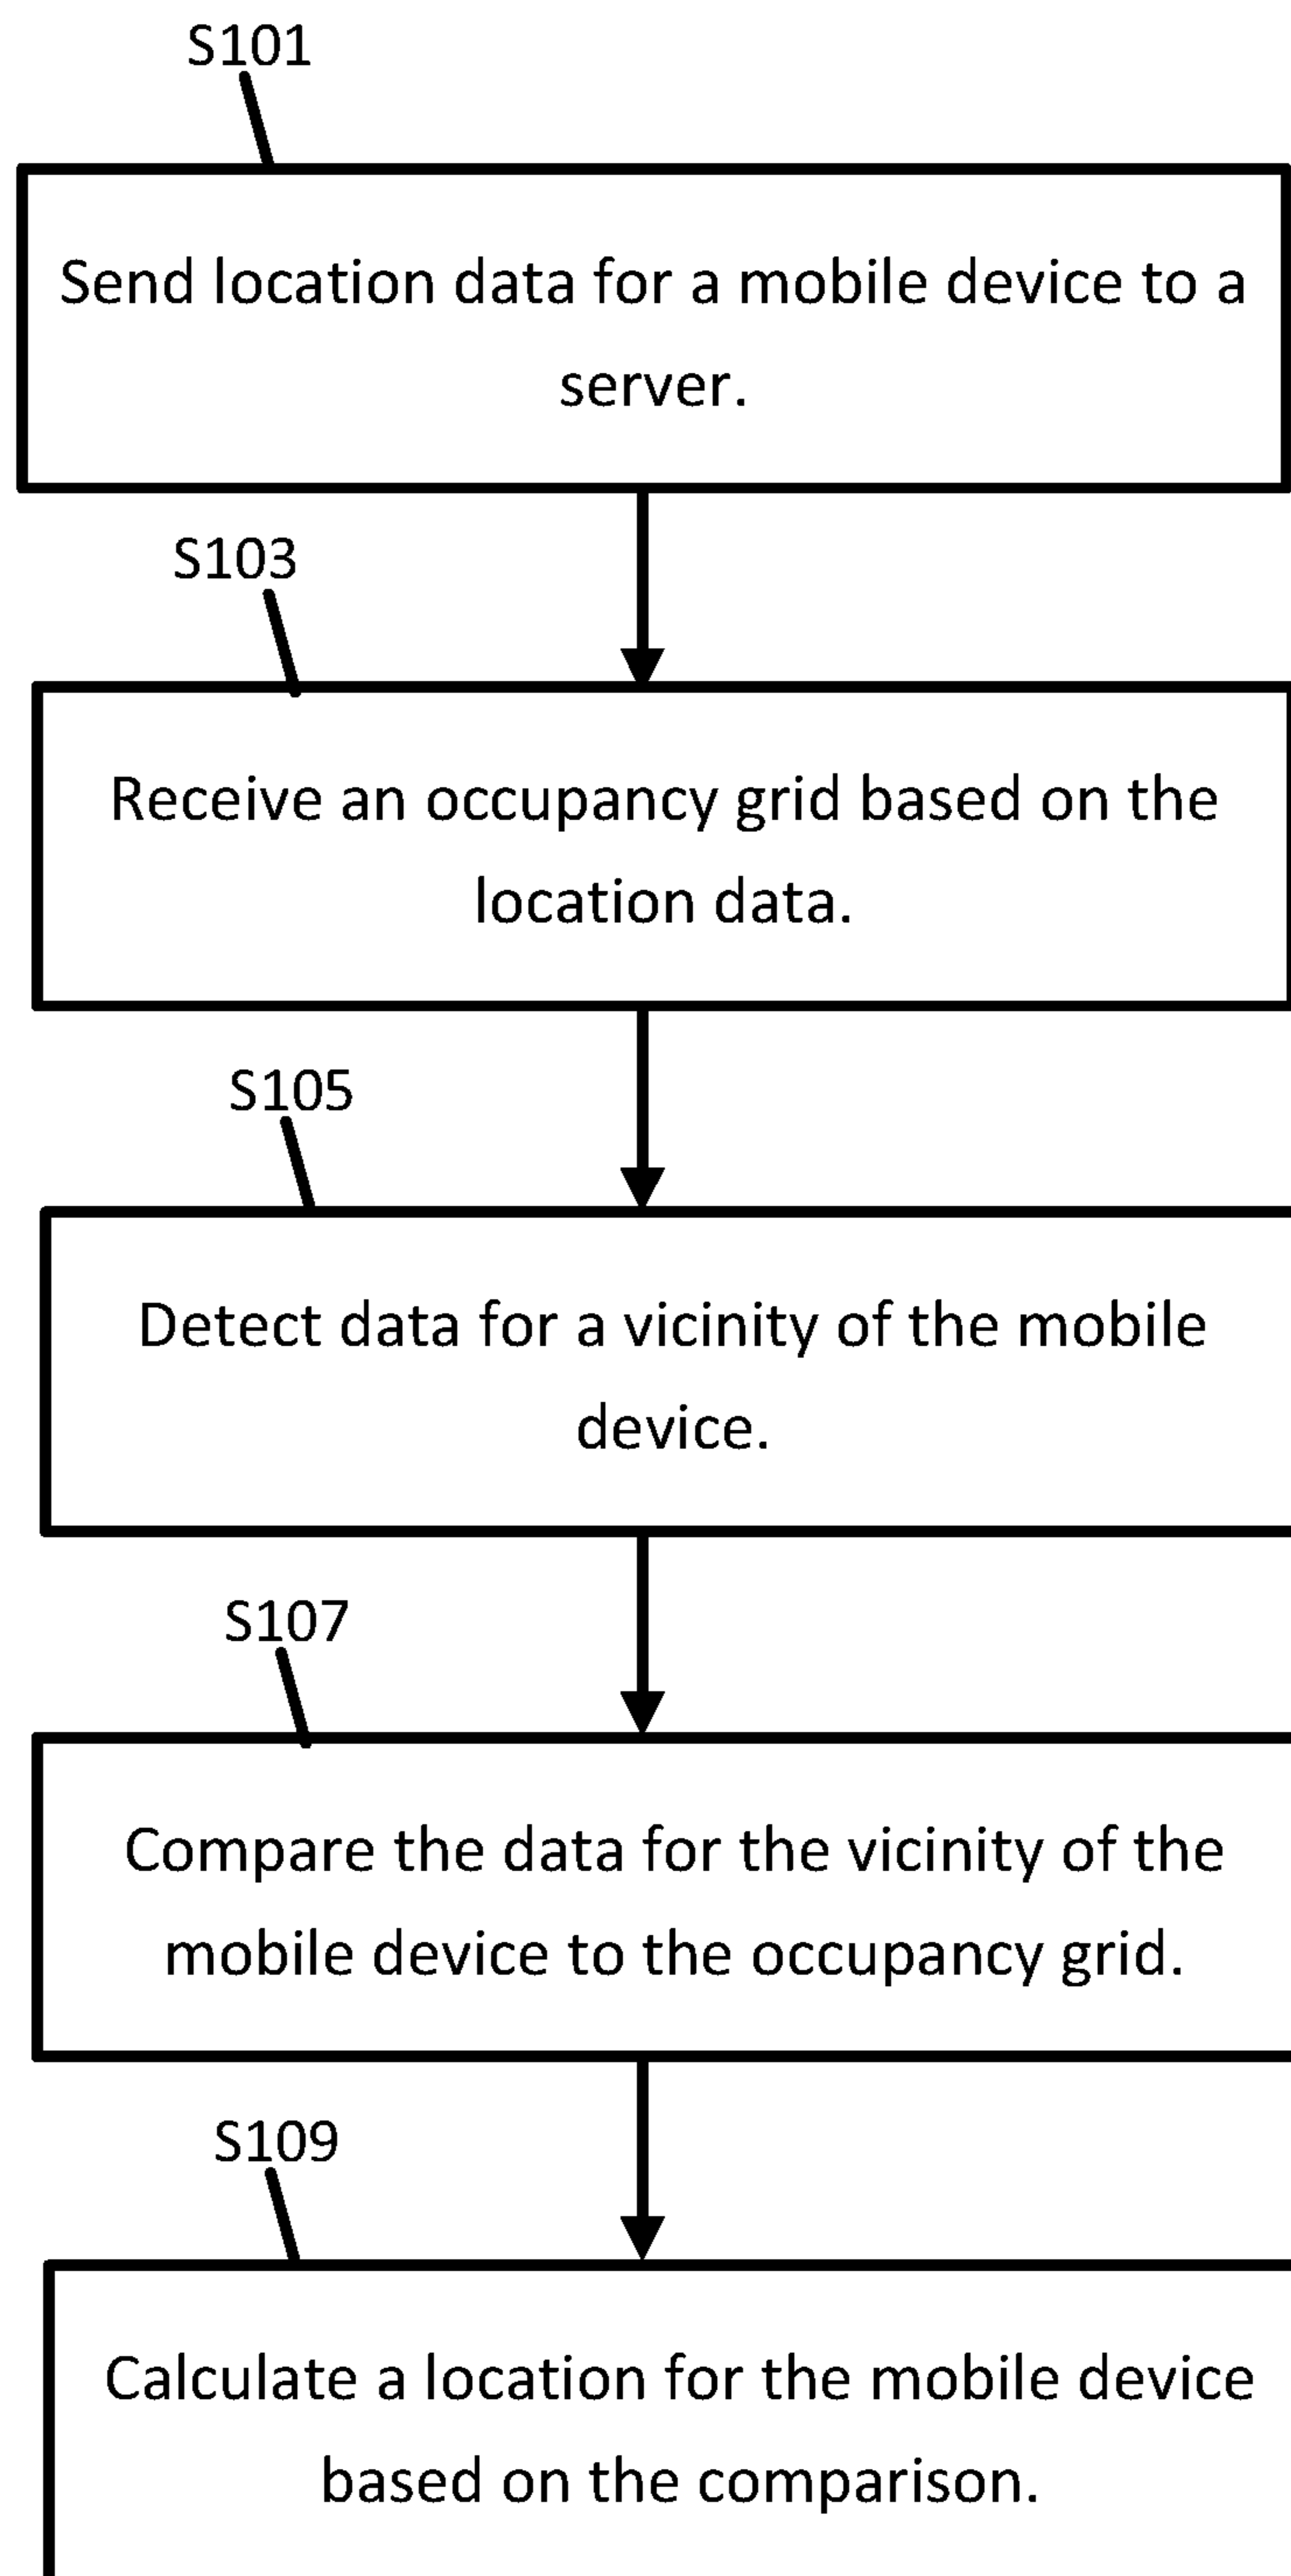 S101
Send location data for a mobile device to a
server.
S103
Receive an occupancy grid based on the
location data.
S105
Detect data for a vicinity of the mobile
device.
S107
Compare the data for the vicinity of the
mobile device to the occupancy grid.
S109
Calculate a location for the mobile device
based on the comparison.